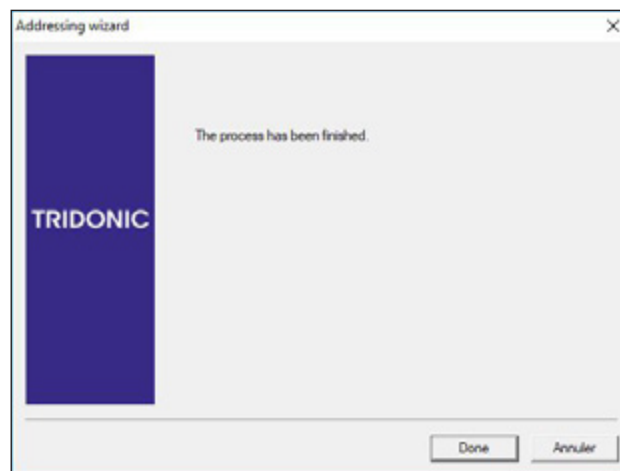 Addressing wizard
The process has been finished.
TRIDONIC
Done
Annuler